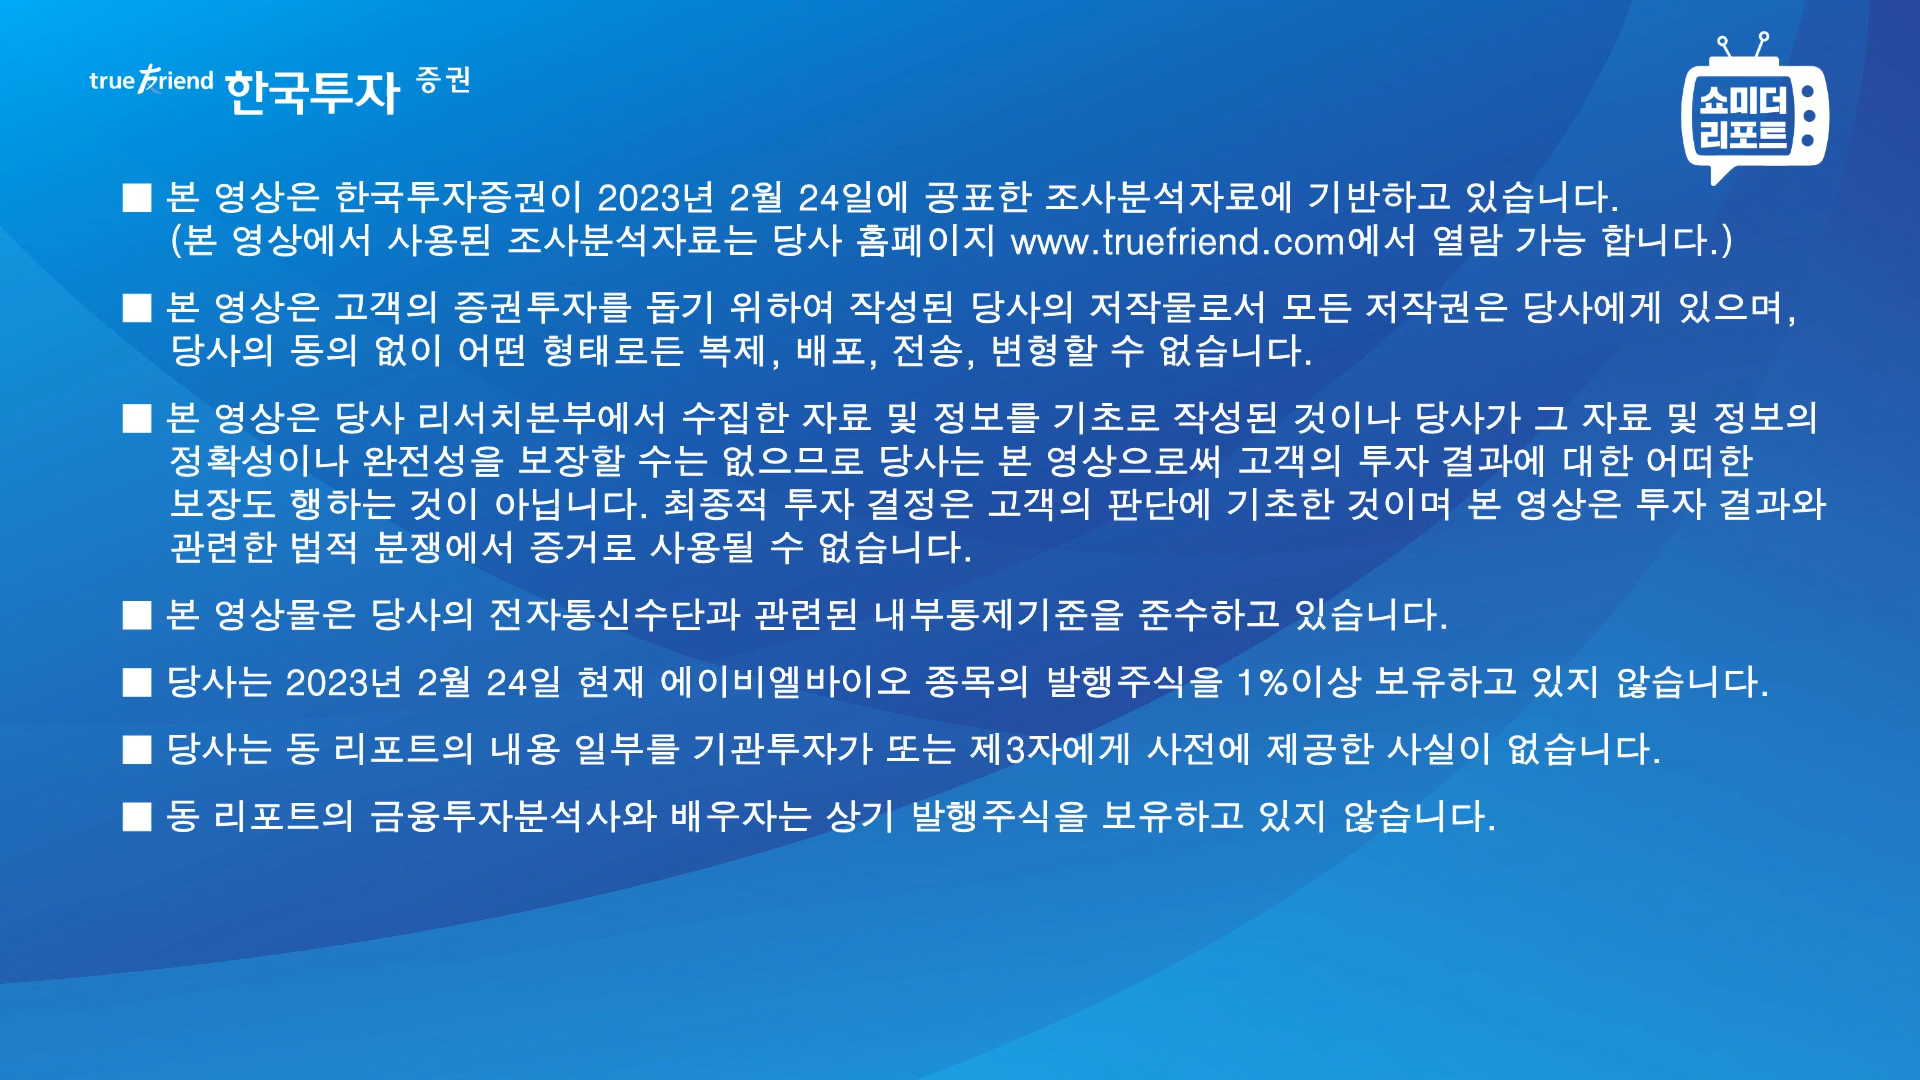 true friend 한국투자 증권
쇼미더
리포트
■ 본 영상은 한국투자증권이 2023년 2월 24일에 공표한 조사분석자료에 기반하고 있습니다.
(본 영상에서 사용된 조사분석자료는 당사 홈페이지 www.truefriend.com에서 열람 가능 합니다.)
■ 본 영상은 고객의 증권투자를 돕기 위하여 작성된 당사의 저작물로서 모든 저작권은 당사에게 있으며,
당사의 동의 없이 어떤 형태로든 복제, 배포, 전송, 변형할 수 없습니다.
■ 본 영상은 당사 리서치본부에서 수집한 자료 및 정보를 기초로 작성된 것이나 당사가 그 자료 및 정보의
정확성이나 완전성을 보장할 수는 없으므로 당사는 본 영상으로써 고객의 투자 결과에 대한 어떠한
보장도 행하는 것이 아닙니다. 최종적 투자 결정은 고객의 판단에 기초한 것이며 본 영상은 투자 결과와
관련한 법적 분쟁에서 증거로 사용될 수 없습니다.
■ 본 영상물은 당사의 전자통신수단과 관련된 내부통제기준을 준수하고 있습니다.
■ 당사는 2023년 2월 24일 현재 에이비엘바이오 종목의 발행주식을 1%이상 보유하고 있지 않습니다.
■ 당사는 동 리포트의 내용 일부를 기관투자가 또는 제3자에게 사전에 제공한 사실이 없습니다.
■ 동 리포트의 금융투자분석사와 배우자는 상기 발행주식을 보유하고 있지 않습니다.